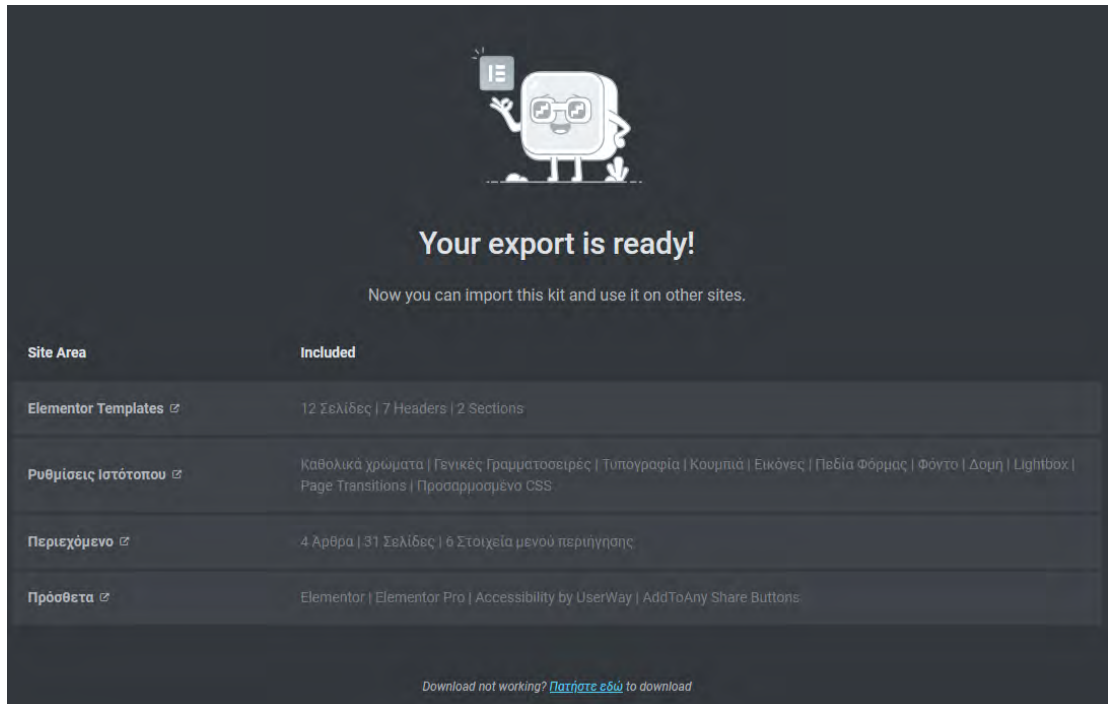 Your export is ready!
Now you can import this kit and use it on other sites.
Site Area Included
Elementor Templates 12 Σελίδες | 7 Headers | 2 Sections
Ρυθμίσεις Ιστότοπου Καθολικά χρώματα | Γενικές Γραμματοσειρές | Τυπογραφία | Κουμπιά | Εικόνες | Πεδία Φόρμας | Φόντο | Δομη | Lightbox |
Page Transitions | Προσαρμοσμένο CSS
Περιεχόμενο 4 Άρθρα | 31 Σελίδες | 6 Στοιχεία μενού περιήγησης
Πρόσθετα Elementor | Elementor Pro | Accessibility by UserWay | AddToAny Share Buttons
Download not working? Πατήστε εδώ to download